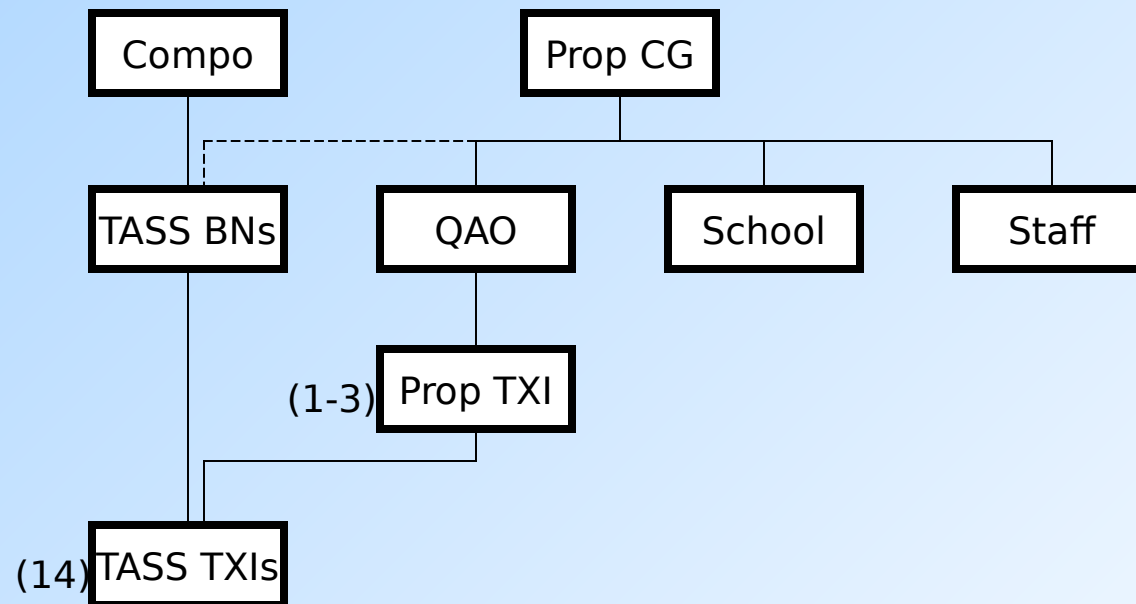 Compo
Prop CG
TASS BNs
QAO
School
Staff
(1-3)
Prop TXI
(14)
TASS TXIs